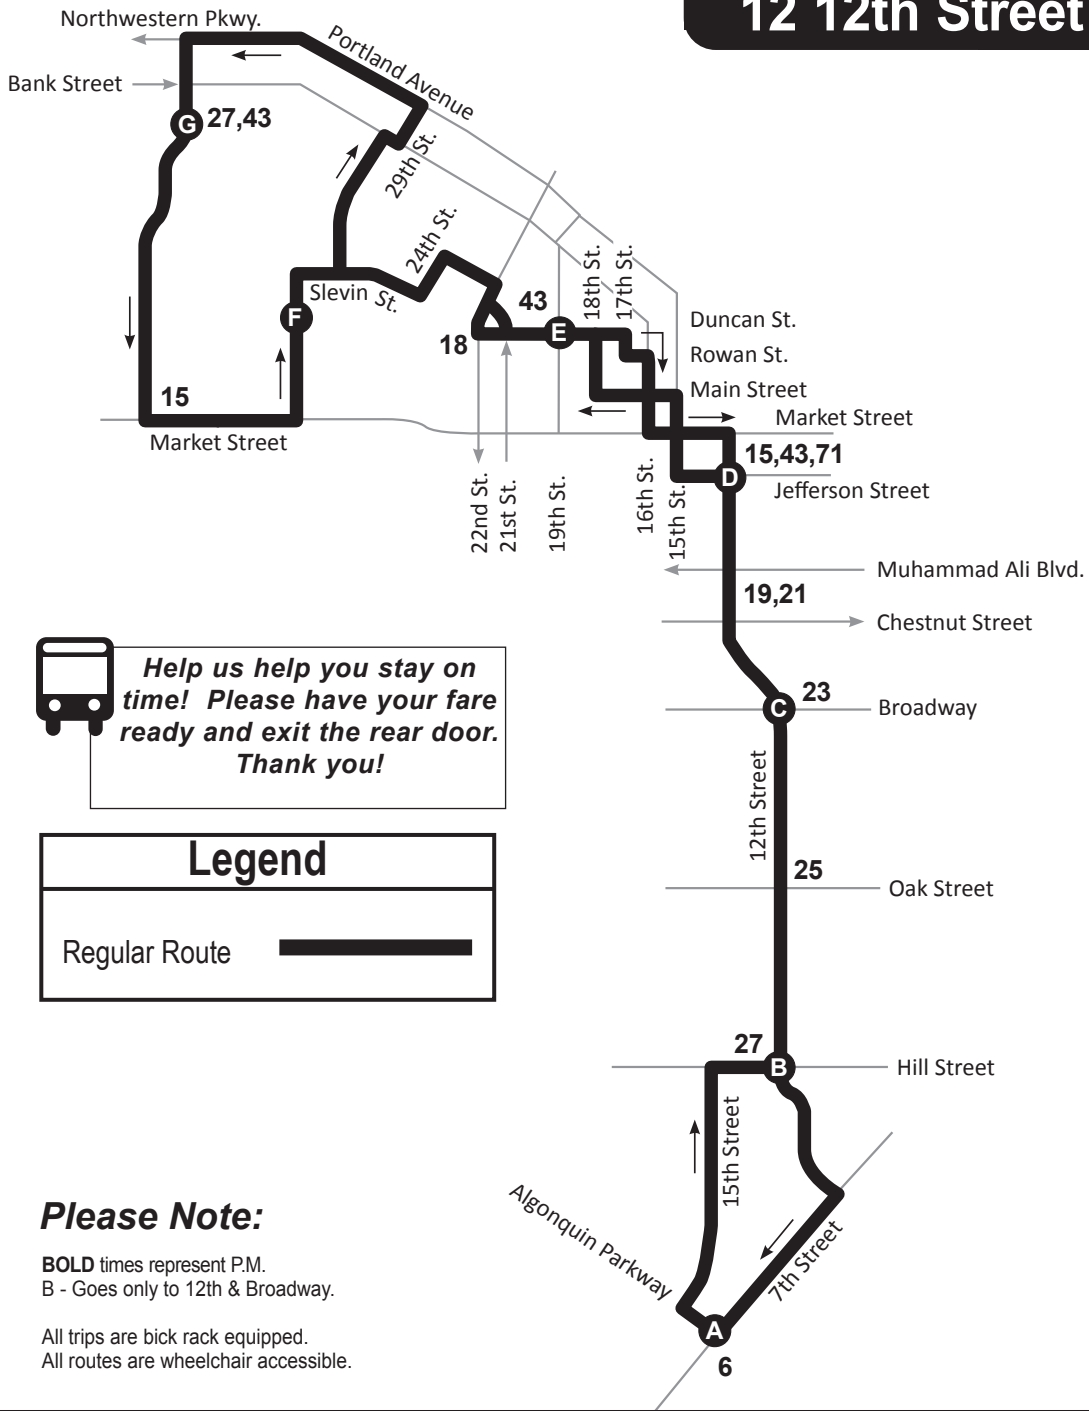 12 12th Street
Northwestern Pkwy.
Portland Avenue
Bank Street
G 27,43
29th St.
24th St.
Slevin St.
F
18th St.
17th St.
43
E
18
Duncan St.
Rowan St.
Main Street
15
Market Street
Market Street
15,43,71
D
Jefferson Street
22nd St.
21st St.
19th St.
16th St.
15th St.
Muhammad Ali Blvd.
19,21
Chestnut Street
Help us help you stay on
time! Please have your fare
ready and exit the rear door.
Thank you!
23
C
Broadway
12th Street
Legend
Regular Route
25
Oak Street
27
B
Hill Street
15th Street
Algonquin Parkway
7th Street
A
6
Please Note:
BOLD times represent P.M.
B - Goes only to 12th & Broadway.
All trips are bick rack equipped.
All routes are wheelchair accessible.